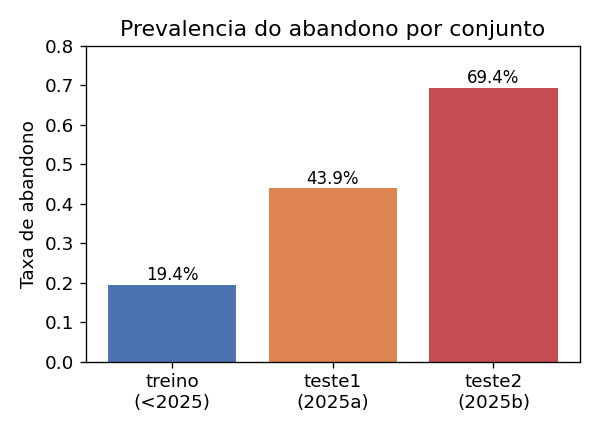 Prevalencia do abandono por conjunto
Taxa de abandono
0.8
0.7
0.6
0.5
0.4
0.3
0.2
0.1
0.0
19.4%
43.9%
69.4%
treino
(<2025)
teste1
(2025a)
teste2
(2025b)